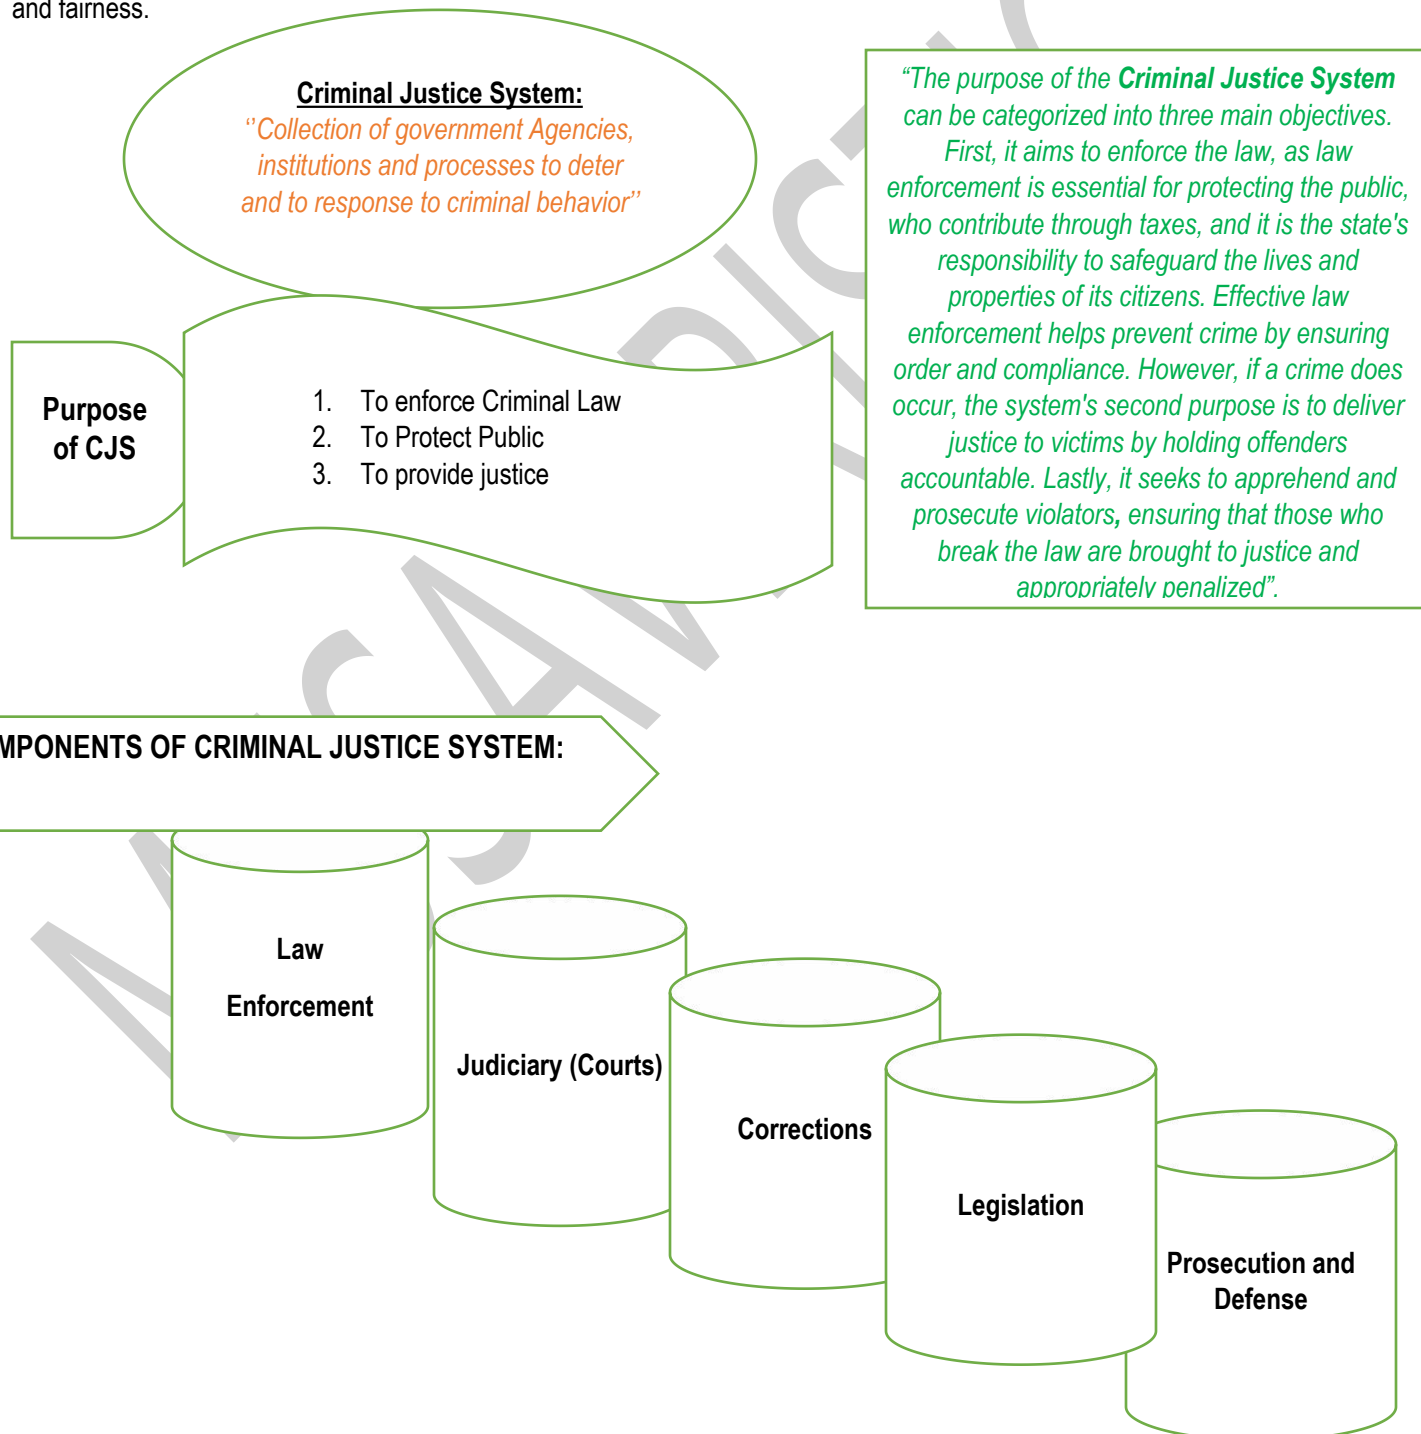 and fairness.
Criminal Justice System:
‘’Collection of government Agencies,
institutions and processes to deter
and to response to criminal behavior’’
“The purpose of the Criminal Justice System
can be categorized into three main objectives.
First, it aims to enforce the law, as law
enforcement is essential for protecting the public,
who contribute through taxes, and it is the state's
responsibility to safeguard the lives and
properties of its citizens. Effective law
enforcement helps prevent crime by ensuring
order and compliance. However, if a crime does
occur, the system's second purpose is to deliver
justice to victims by holding offenders
accountable. Lastly, it seeks to apprehend and
prosecute violators, ensuring that those who
break the law are brought to justice and
appropriately penalized”.
Purpose
of CJS
1. To enforce Criminal Law
2. To Protect Public
3. To provide justice
MPONENTS OF CRIMINAL JUSTICE SYSTEM:
Law
Enforcement
Judiciary (Courts)
Corrections
Legislation
Prosecution and
Defense